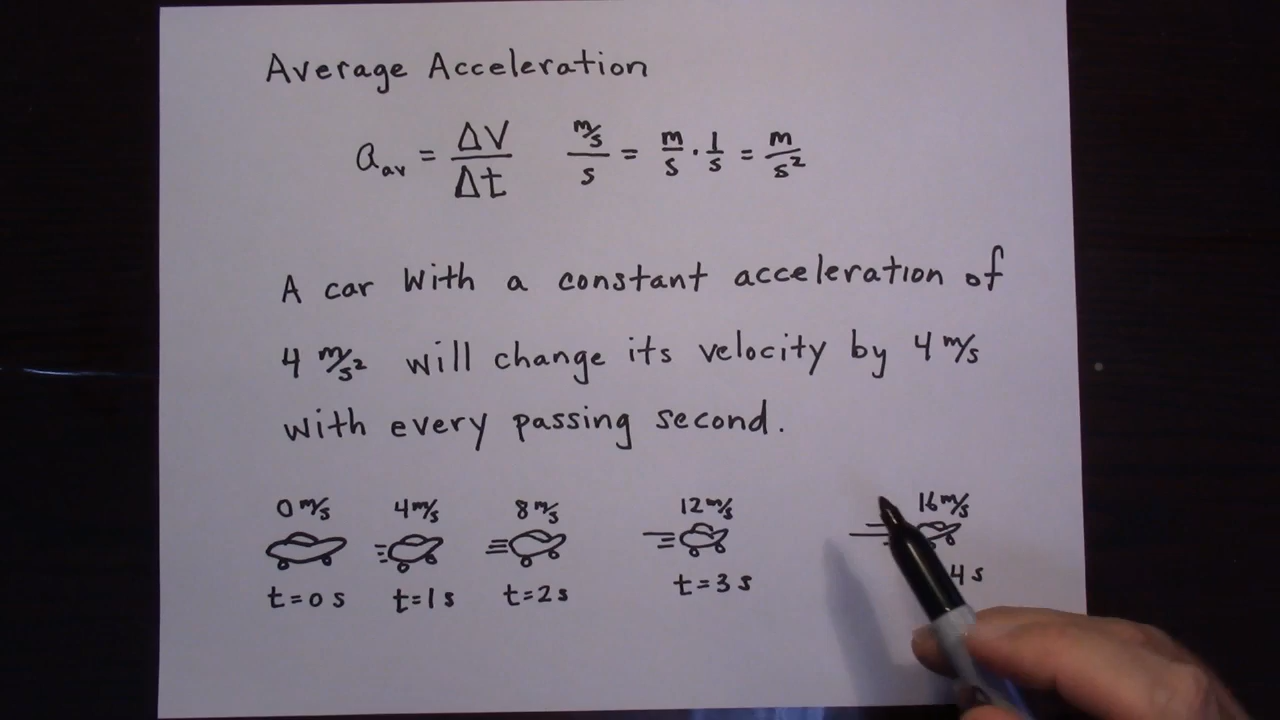 Average Acceleration
a_av = ΔV/Δt   m/s/s = m/s · 1/s = m/s²
A car with a constant acceleration of
4 m/s² will change its velocity by 4 m/s
with every passing second.
0 m/s 4 m/s 8 m/s 12 m/s 16 m/s
t=0 s t=1 s t=2 s t=3 s 4 s